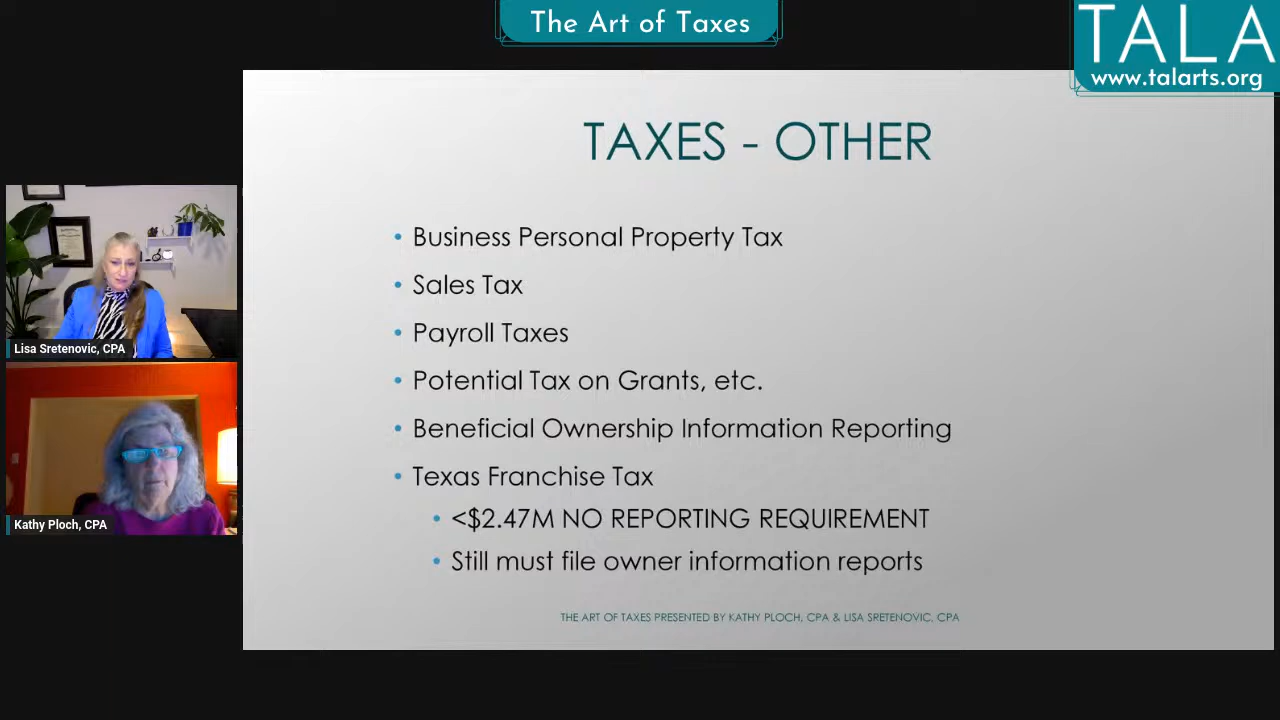 The Art of Taxes
TALA
www.talarts.org
TAXES - OTHER
• Business Personal Property Tax
• Sales Tax
• Payroll Taxes
• Potential Tax on Grants, etc.
• Beneficial Ownership Information Reporting
• Texas Franchise Tax
• <$2.47M NO REPORTING REQUIREMENT
• Still must file owner information reports
THE ART OF TAXES PRESENTED BY KATHY PLOCH, CPA & LISA SRETENOVIC, CPA
Lisa Sretenovic, CPA
Kathy Ploch, CPA